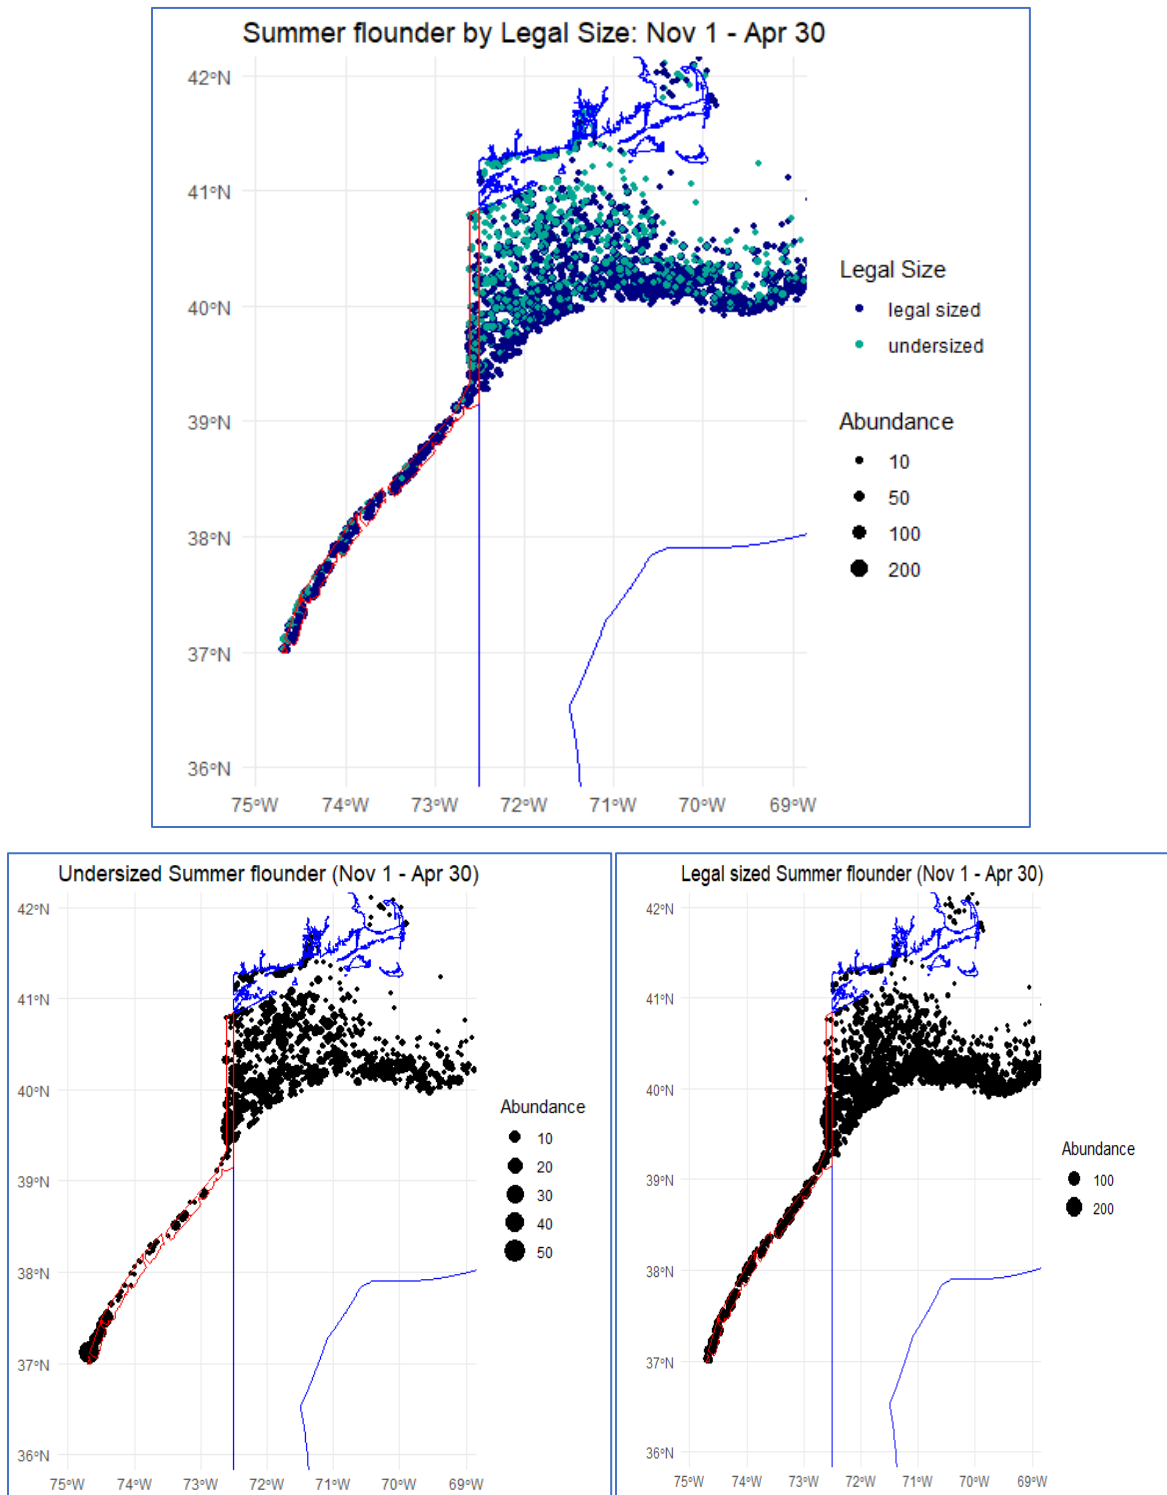 Summer flounder by Legal Size: Nov 1 - Apr 30
42°N
41°N
40°N
39°N
38°N
37°N
36°N
75°W 74°W 73°W 72°W 71°W 70°W 69°W
Legal Size
legal sized
undersized
Abundance
10
50
100
200
Undersized Summer flounder (Nov 1 - Apr 30)
42°N
41°N
40°N
39°N
38°N
37°N
36°N
75°W 74°W 73°W 72°W 71°W 70°W 69°W
Abundance
10
20
30
40
50
Legal sized Summer flounder (Nov 1 - Apr 30)
42°N
41°N
40°N
39°N
38°N
37°N
36°N
75°W 74°W 73°W 72°W 71°W 70°W 69°W
Abundance
100
200